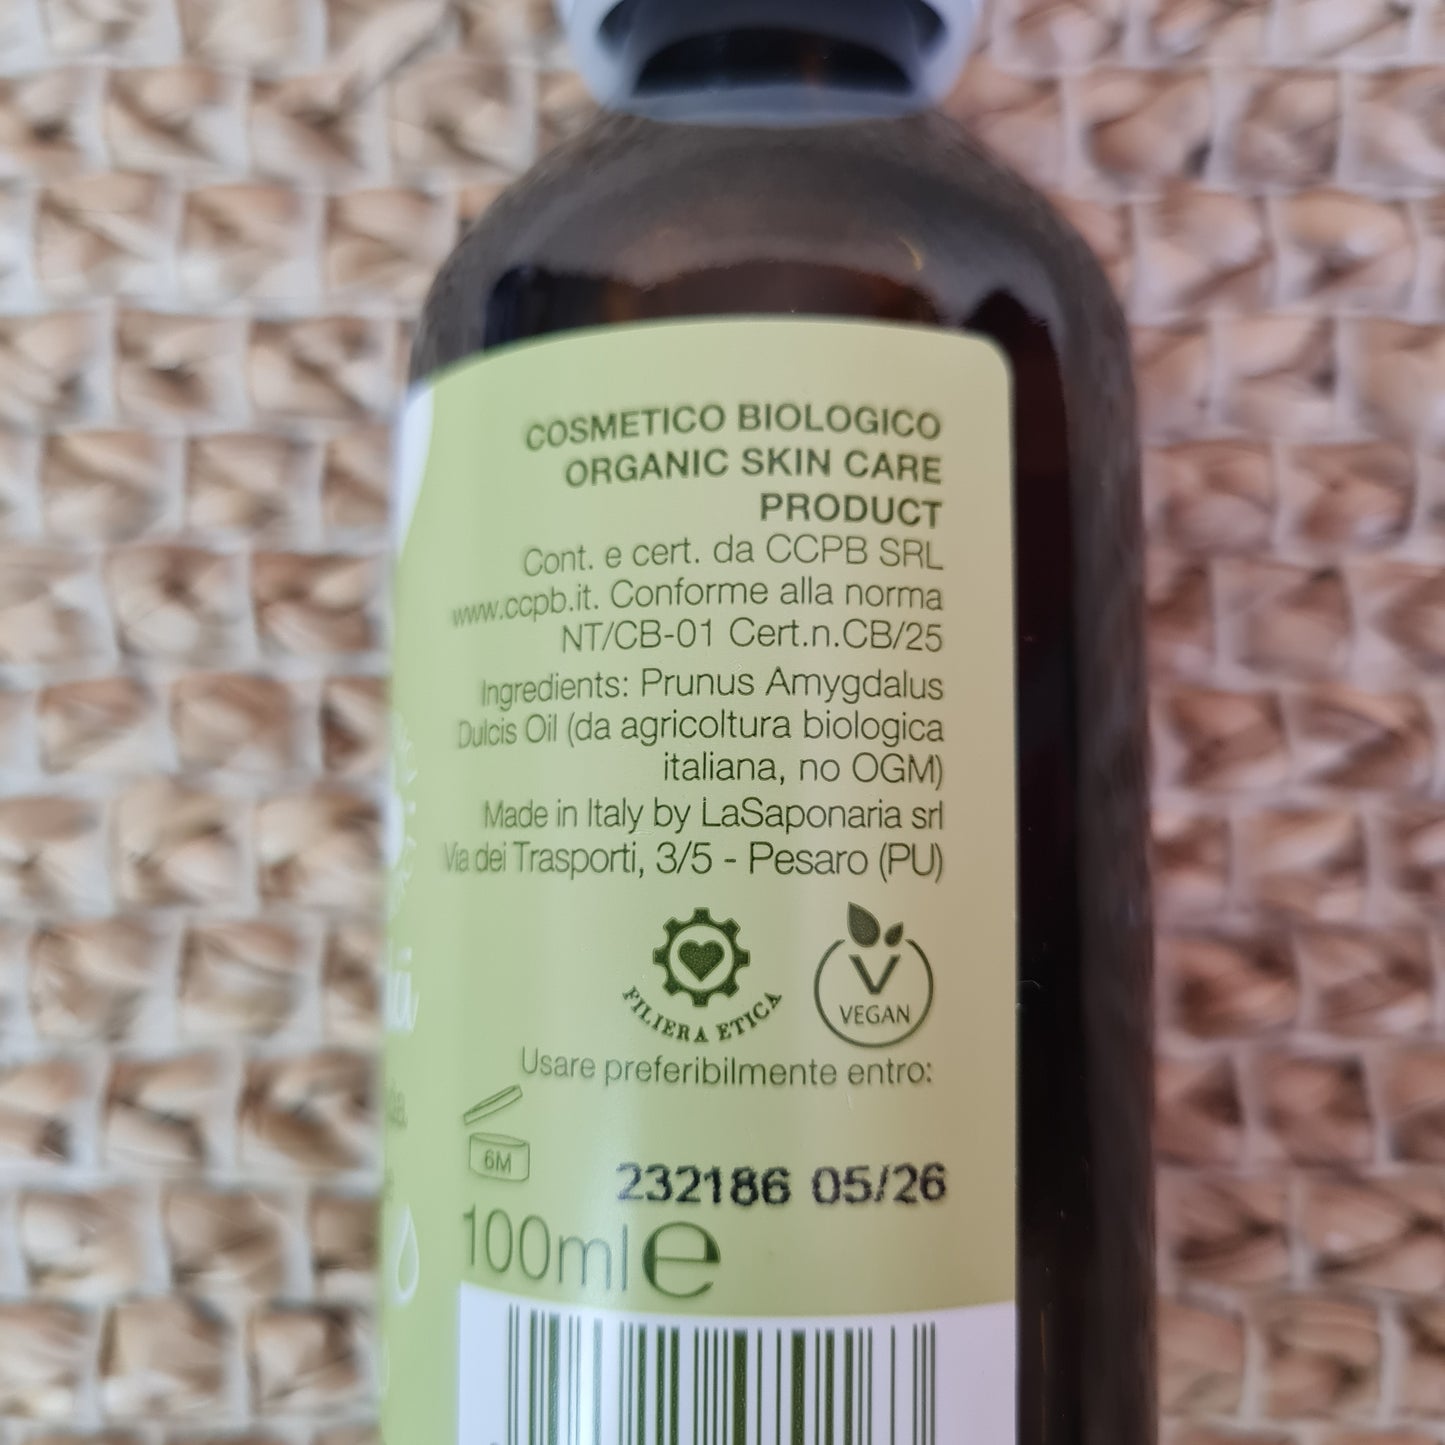 COSMETICO BIOLOGICO
ORGANIC SKIN CARE
PRODUCT
Cont. e cert. da CCPB SRL
www.ccpb.it. Conforme alla norma
NT/CB-01 Cert.n.CB/25
Ingredients: Prunus Amygdalus
Dulcis Oil (da agricoltura biologica
italiana, no OGM)
Made in Italy by LaSaponaria srl
Via dei Trasporti, 3/5 - Pesaro (PU)
FILIERA ETICA
VEGAN
Usare preferibilmente entro:
6M
232186 05/26
100ml e